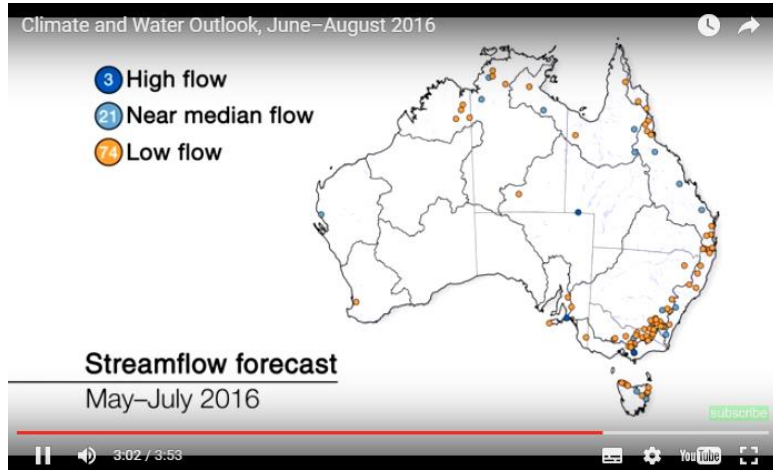 Climate and Water Outlook, June–August 2016
3 High flow
21 Near median flow
74 Low flow
Streamflow forecast
May–July 2016
subscribe
3:02 / 3:53
YouTube